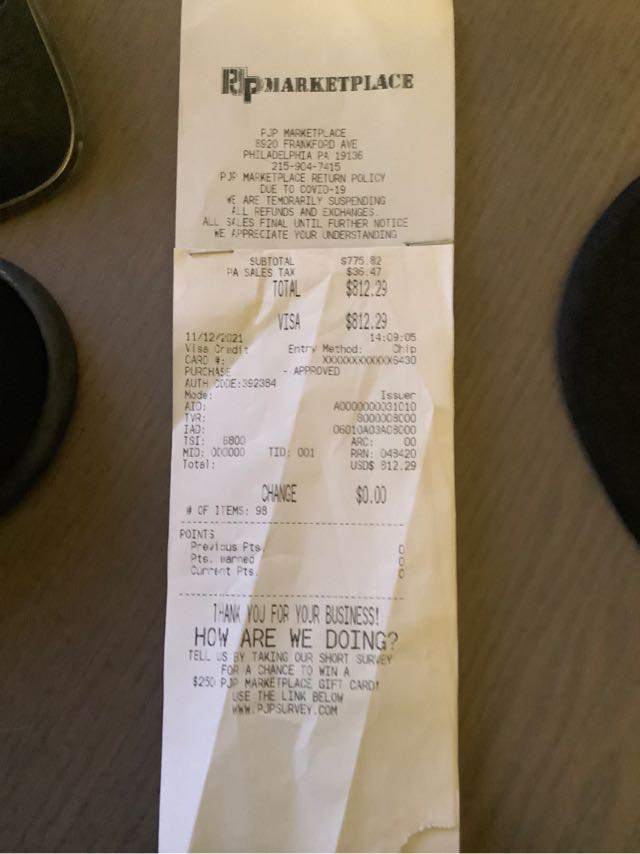 PJP MARKETPLACE
PJP MARKETPLACE
8920 FRANKFORD AVE
PHILADELPHIA PA 19136
215-904-7415
PJP MARKETPLACE RETURN POLICY
DUE TO COVID-19
WE ARE TEMORARILY SUSPENDING
ALL REFUNDS AND EXCHANGES.
ALL SALES FINAL UNTIL FURTHER NOTICE
WE APPRECIATE YOUR UNDERSTANDING
SUBTOTAL $775.82
PA SALES TAX $36.47
TOTAL $812.29
VISA $812.29
11/12/2021 14:09:05
Visa Credit Entry Method: Chip
CARD #: XXXXXXXXXXXX6430
PURCHASE - APPROVED
AUTH CODE:392384
Mode: Issuer
AID: A0000000031010
TVR: 8000008000
IAD: 06010A03A08000
TSI: 6800 ARC: 00
MID: 000000 TID: 001 RRN: 048420
Total: USD$ 812.29
CHANGE $0.00
# OF ITEMS: 98
POINTS
Previous Pts. 0
Pts. earned 0
Current Pts. 0
THANK YOU FOR YOUR BUSINESS!
HOW ARE WE DOING?
TELL US BY TAKING OUR SHORT SURVEY
FOR A CHANCE TO WIN A
$250 PJP MARKETPLACE GIFT CARD!
USE THE LINK BELOW
WWW.PJPSURVEY.COM